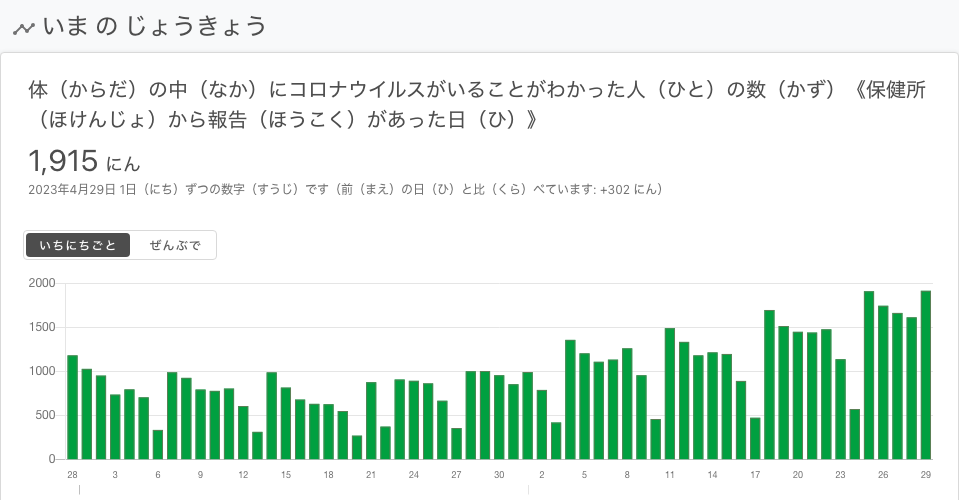 いま の じょうきょう
体（からだ）の中（なか）にコロナウイルスがいることがわかった人（ひと）の数（かず）《保健所
（ほけんじょ）から報告（ほうこく）があった日（ひ）》
1,915 にん
2023年4月29日 1日（にち）ずつの数字（すうじ）です（前（まえ）の日（ひ）と比（くら）べています: +302 にん）
いちにちごと ぜんぶで
2000
1500
1000
500
0
28 3 6 9 12 15 18 21 24 27 30 2 5 8 11 14 17 20 23 26 29